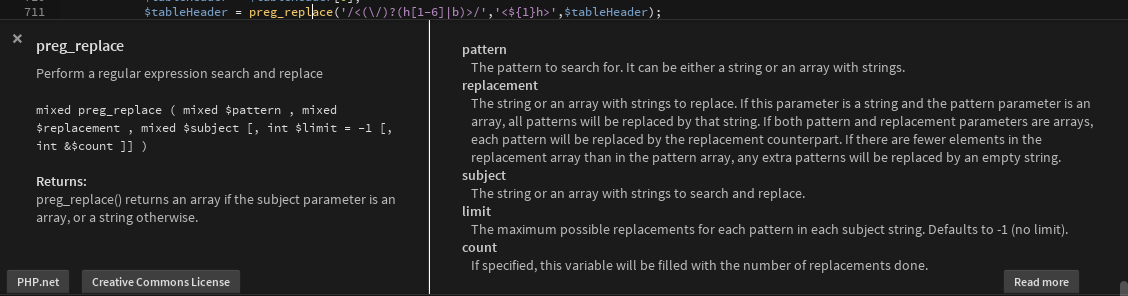 711 $tableHeader = preg_replace('/<(\/)?(h[1-6]|b)>/','<${1}h>',$tableHeader);
×
preg_replace
Perform a regular expression search and replace
mixed preg_replace ( mixed $pattern , mixed
$replacement , mixed $subject [, int $limit = -1 [,
int &$count ]] )
Returns:
preg_replace() returns an array if the subject parameter is an
array, or a string otherwise.
PHP.net
Creative Commons License
pattern
The pattern to search for. It can be either a string or an array with strings.
replacement
The string or an array with strings to replace. If this parameter is a string and the pattern parameter is an
array, all patterns will be replaced by that string. If both pattern and replacement parameters are arrays,
each pattern will be replaced by the replacement counterpart. If there are fewer elements in the
replacement array than in the pattern array, any extra patterns will be replaced by an empty string.
subject
The string or an array with strings to search and replace.
limit
The maximum possible replacements for each pattern in each subject string. Defaults to -1 (no limit).
count
If specified, this variable will be filled with the number of replacements done.
Read more